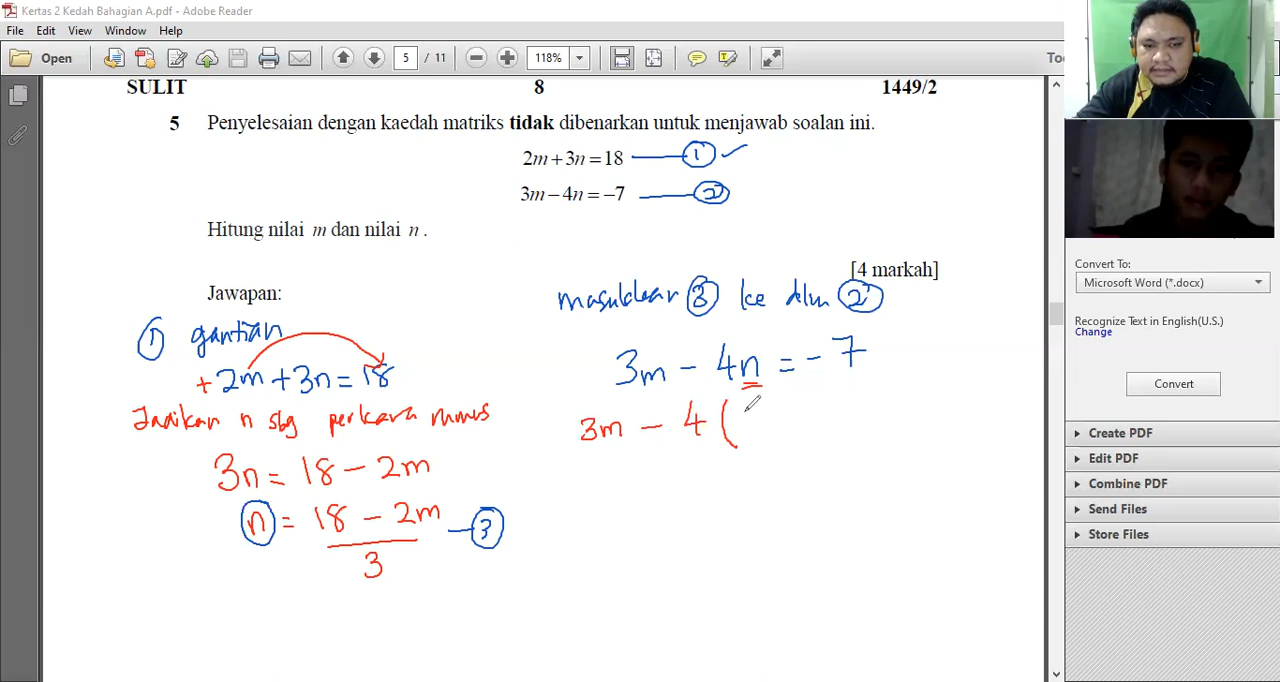 Kertas 2 Kedah Bahagian A.pdf - Adobe Reader
File Edit View Window Help
Open 5 / 11 118%
SULIT 8 1449/2
5 Penyelesaian dengan kaedah matriks tidak dibenarkan untuk menjawab soalan ini.
2m + 3n = 18 — 1 ✓
3m − 4n = −7 — 2
Hitung nilai m dan nilai n .
[4 markah]
Jawapan:
1 gantian
+2m + 3n = 18
Jadikan n sbg perkara rumus
3n = 18 − 2m
n = 18 − 2m — 3
3
masukkan 3 ke dlm 2
3m − 4n = −7
3m − 4 (
Convert To:
Microsoft Word (*.docx)
Recognize Text in English(U.S.)
Change
Convert
Create PDF
Edit PDF
Combine PDF
Send Files
Store Files